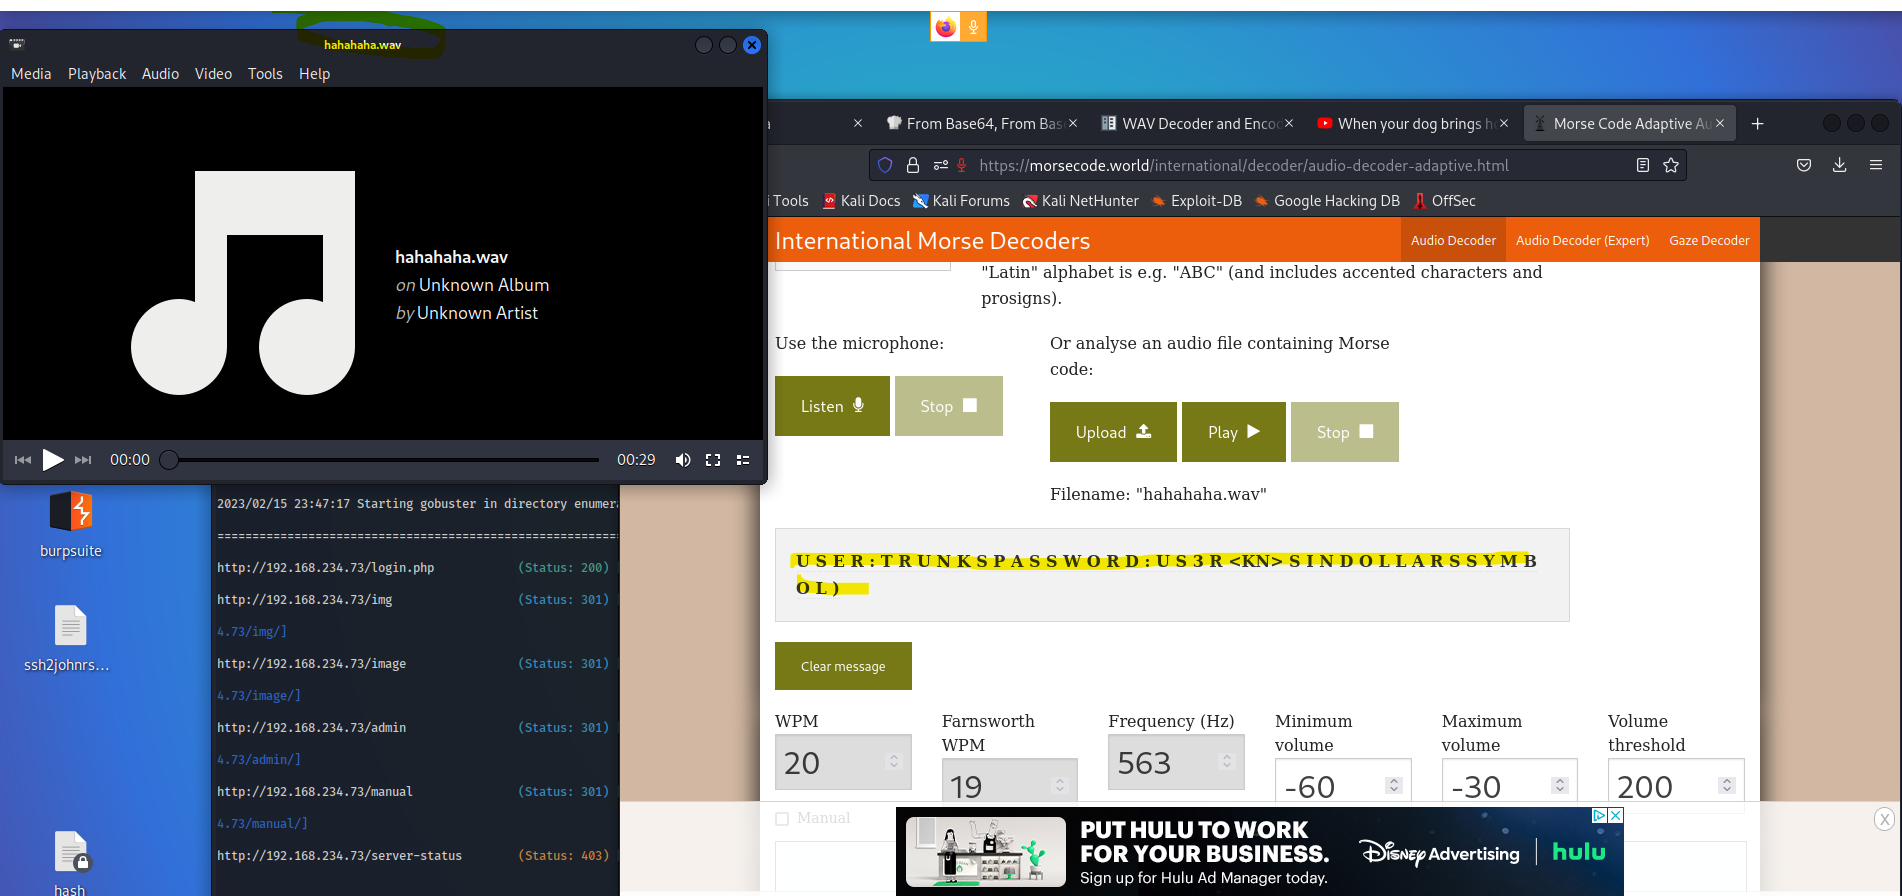 hahahaha.wav
Media Playback Audio Video Tools Help
hahahaha.wav
on Unknown Album
by Unknown Artist
00:00 00:29
burpsuite
ssh2johnrs...
hash
2023/02/15 23:47:17 Starting gobuster in directory enumer
===============================================
http://192.168.234.73/login.php (Status: 200)
http://192.168.234.73/img (Status: 301)
4.73/img/]
http://192.168.234.73/image (Status: 301)
4.73/image/]
http://192.168.234.73/admin (Status: 301)
4.73/admin/]
http://192.168.234.73/manual (Status: 301)
4.73/manual/]
http://192.168.234.73/server-status (Status: 403)
From Base64, From Bas WAV Decoder and Encod When your dog brings h Morse Code Adaptive Au
https://morsecode.world/international/decoder/audio-decoder-adaptive.html
i Tools Kali Docs Kali Forums Kali NetHunter Exploit-DB Google Hacking DB OffSec
International Morse Decoders Audio Decoder Audio Decoder (Expert) Gaze Decoder
"Latin" alphabet is e.g. "ABC" (and includes accented characters and
prosigns).
Use the microphone:
Listen Stop
Or analyse an audio file containing Morse
code:
Upload Play Stop
Filename: "hahahaha.wav"
U S E R : T R U N K S P A S S W O R D : U S 3 R <KN> S I N D O L L A R S S Y M B
O L )
Clear message
WPM
20
Farnsworth
WPM
19
Frequency (Hz)
563
Minimum
volume
-60
Maximum
volume
-30
Volume
threshold
200
Manual
PUT HULU TO WORK
FOR YOUR BUSINESS.
Sign up for Hulu Ad Manager today.
Disney Advertising hulu
X